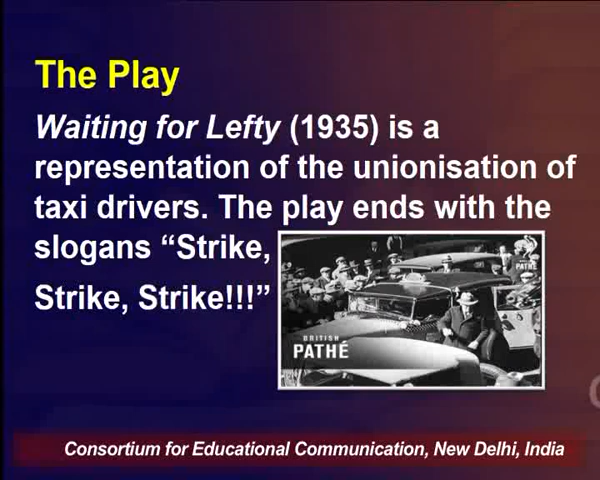 The Play
Waiting for Lefty (1935) is a
representation of the unionisation of
taxi drivers. The play ends with the
slogans “Strike,
Strike, Strike!!!”
BRITISH
PATHÉ
PATHÉ
Consortium for Educational Communication, New Delhi, India